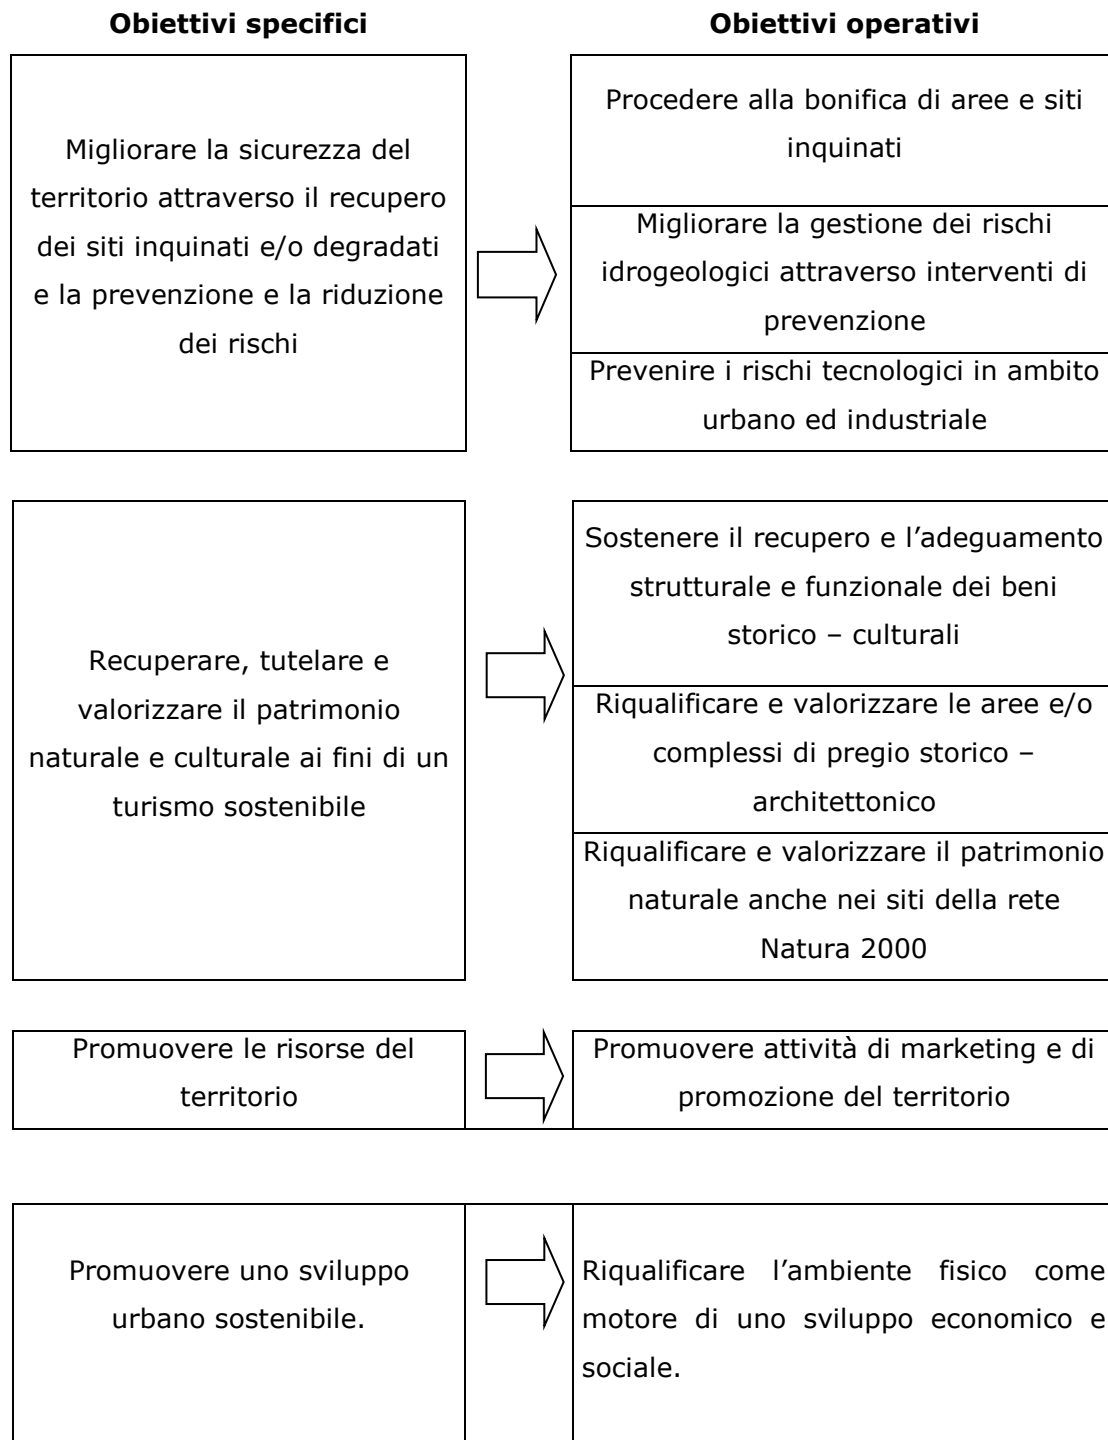 Obiettivi specifici
Obiettivi operativi
Migliorare la sicurezza del
territorio attraverso il recupero
dei siti inquinati e/o degradati
e la prevenzione e la riduzione
dei rischi
Procedere alla bonifica di aree e siti
inquinati
Migliorare la gestione dei rischi
idrogeologici attraverso interventi di
prevenzione
Prevenire i rischi tecnologici in ambito
urbano ed industriale
Recuperare, tutelare e
valorizzare il patrimonio
naturale e culturale ai fini di un
turismo sostenibile
Sostenere il recupero e l’adeguamento
strutturale e funzionale dei beni
storico – culturali
Riqualificare e valorizzare le aree e/o
complessi di pregio storico –
architettonico
Riqualificare e valorizzare il patrimonio
naturale anche nei siti della rete
Natura 2000
Promuovere le risorse del
territorio
Promuovere attività di marketing e di
promozione del territorio
Promuovere uno sviluppo
urbano sostenibile.
Riqualificare l’ambiente fisico come
motore di uno sviluppo economico e
sociale.